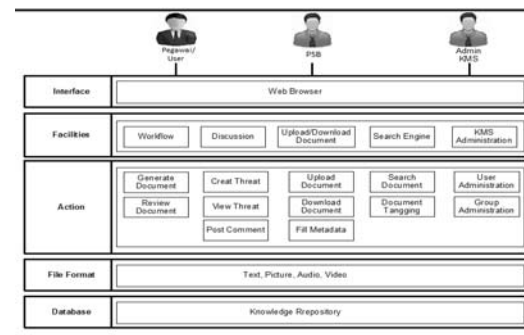 Pegawai/
User
PSB
Admin
KMS
Interface
Web Browser
Facilities
Workflow
Discussion
Upload/Download
Document
Search Engine
KMS
Administration
Action
Generate
Document
Creat Threat
Upload
Document
Search
Document
User
Administration
Review
Document
View Threat
Download
Document
Document
Tangging
Group
Administration
Post Comment
Fill Metadata
File Format
Text, Picture, Audio, Video
Database
Knowledge Rrepository